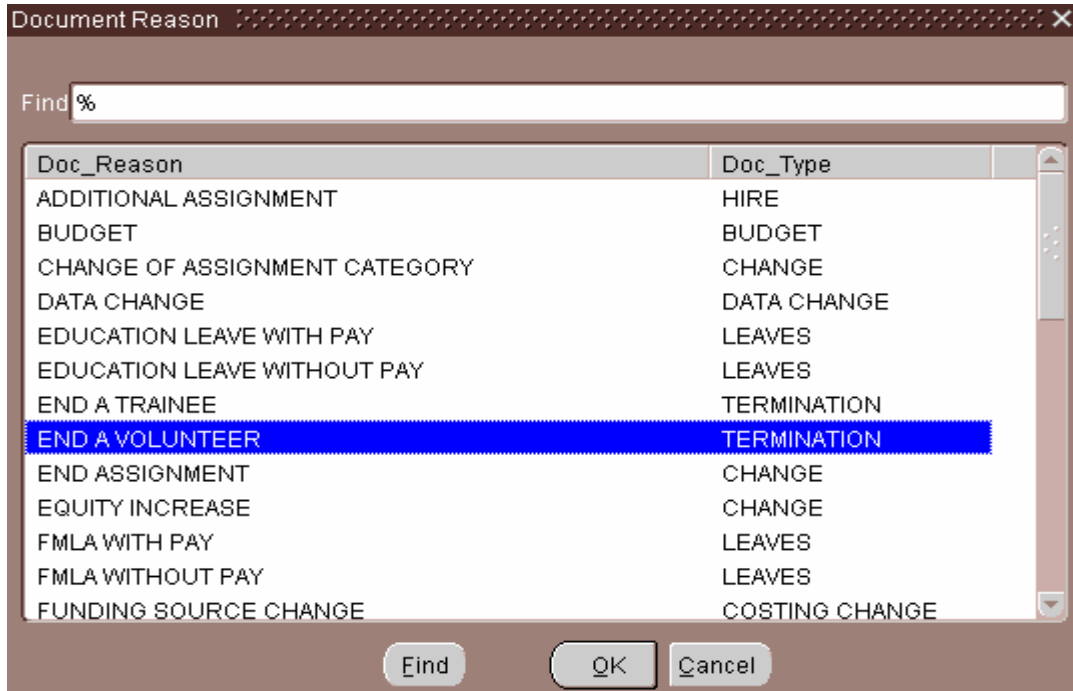 Document Reason
Find %
Doc_Reason Doc_Type
ADDITIONAL ASSIGNMENT HIRE
BUDGET BUDGET
CHANGE OF ASSIGNMENT CATEGORY CHANGE
DATA CHANGE DATA CHANGE
EDUCATION LEAVE WITH PAY LEAVES
EDUCATION LEAVE WITHOUT PAY LEAVES
END A TRAINEE TERMINATION
END A VOLUNTEER TERMINATION
END ASSIGNMENT CHANGE
EQUITY INCREASE CHANGE
FMLA WITH PAY LEAVES
FMLA WITHOUT PAY LEAVES
FUNDING SOURCE CHANGE COSTING CHANGE
Find OK Cancel